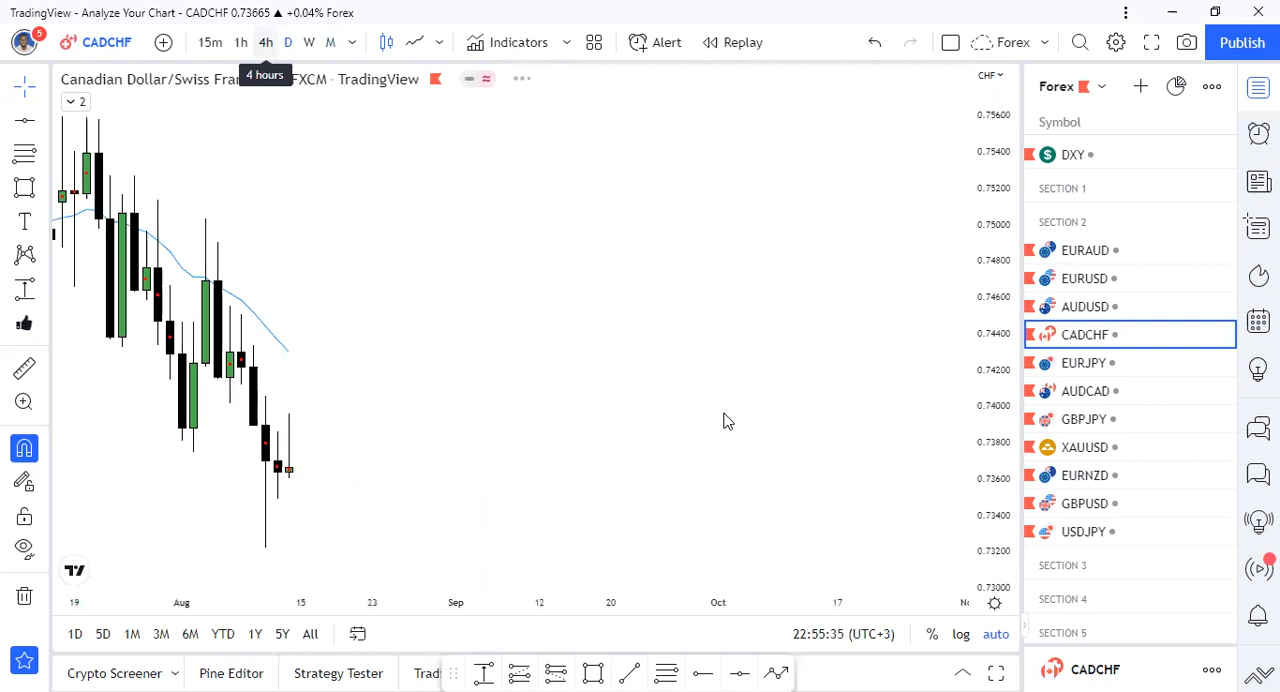 TradingView - Analyze Your Chart - CADCHF 0.73665 ▲ +0.04% Forex
5 CADCHF 15m 1h 4h D W M Indicators Alert Replay Forex Publish
4 hours
Canadian Dollar/Swiss Fran FXCM · TradingView
2
CHF
0.75600
0.75400
0.75200
0.75000
0.74800
0.74600
0.74400
0.74200
0.74000
0.73800
0.73600
0.73400
0.73200
0.73000
19 Aug 15 23 Sep 12 20 Oct 17
1D 5D 1M 3M 6M YTD 1Y 5Y All 22:55:35 (UTC+3) % log auto
Crypto Screener Pine Editor Strategy Tester
Forex
Symbol
DXY
SECTION 1
SECTION 2
EURAUD
EURUSD
AUDUSD
CADCHF
EURJPY
AUDCAD
GBPJPY
XAUUSD
EURNZD
GBPUSD
USDJPY
SECTION 3
SECTION 4
SECTION 5
CADCHF